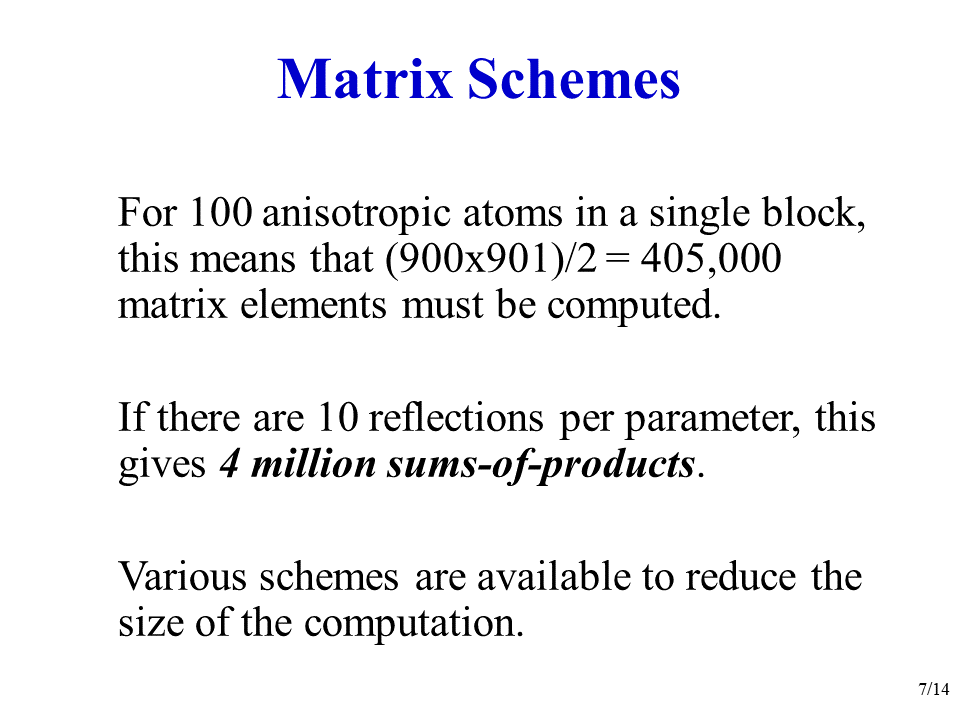 Matrix Schemes
For 100 anisotropic atoms in a single block,
this means that (900x901)/2 = 405,000
matrix elements must be computed.
If there are 10 reflections per parameter, this
gives 4 million sums-of-products.
Various schemes are available to reduce the
size of the computation.
7/14